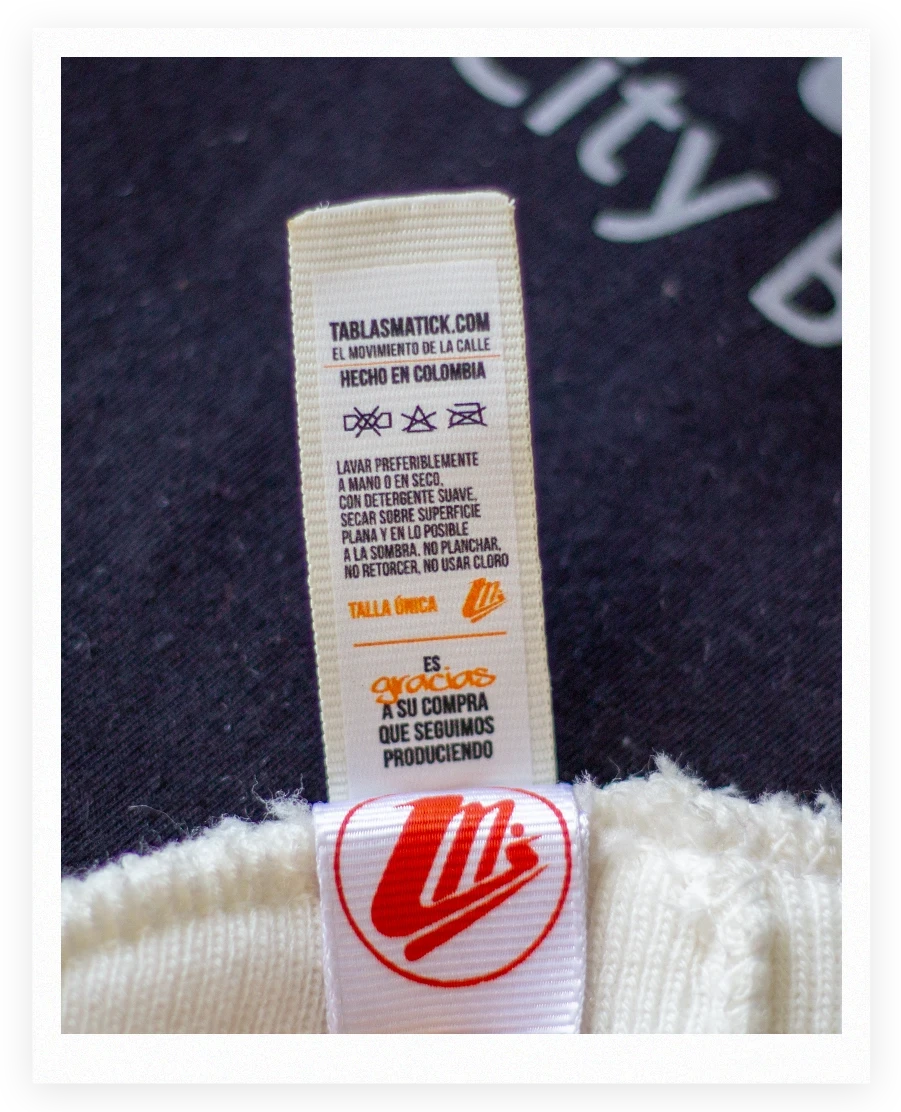 City
B
TABLASMATICK.COM
EL MOVIMIENTO DE LA CALLE
HECHO EN COLOMBIA
LAVAR PREFERIBLEMENTE
A MANO O EN SECO,
CON DETERGENTE SUAVE,
SECAR SOBRE SUPERFICIE
PLANA Y EN LO POSIBLE
A LA SOMBRA. NO PLANCHAR,
NO RETORCER, NO USAR CLORO
TALLA ÚNICA
ES
gracias
A SU COMPRA
QUE SEGUIMOS
PRODUCIENDO